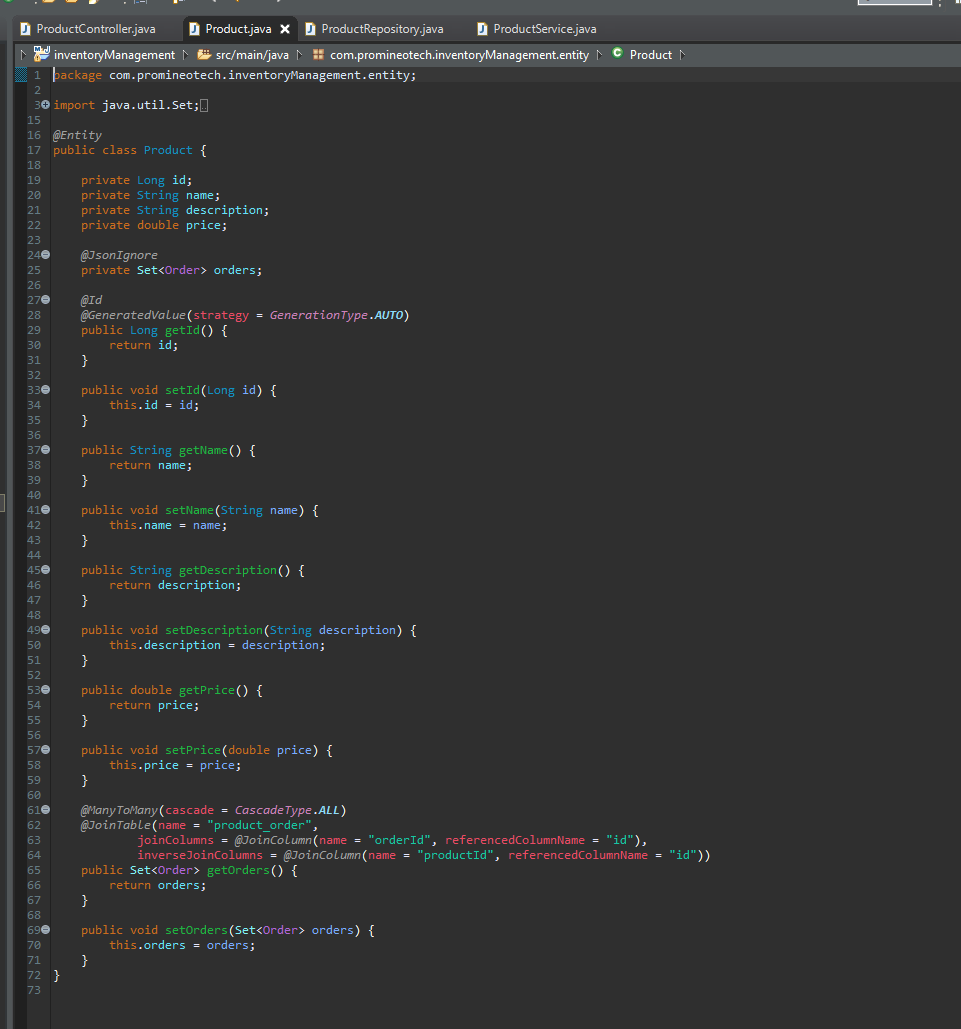 ProductController.java Product.java ProductRepository.java ProductService.java
inventoryManagement src/main/java com.promineotech.inventoryManagement.entity Product
1 package com.promineotech.inventoryManagement.entity;
2
3 import java.util.Set;
15
16 @Entity
17 public class Product {
18
19     private Long id;
20     private String name;
21     private String description;
22     private double price;
23
24     @JsonIgnore
25     private Set<Order> orders;
26
27     @Id
28     @GeneratedValue(strategy = GenerationType.AUTO)
29     public Long getId() {
30         return id;
31     }
32
33     public void setId(Long id) {
34         this.id = id;
35     }
36
37     public String getName() {
38         return name;
39     }
40
41     public void setName(String name) {
42         this.name = name;
43     }
44
45     public String getDescription() {
46         return description;
47     }
48
49     public void setDescription(String description) {
50         this.description = description;
51     }
52
53     public double getPrice() {
54         return price;
55     }
56
57     public void setPrice(double price) {
58         this.price = price;
59     }
60
61     @ManyToMany(cascade = CascadeType.ALL)
62     @JoinTable(name = "product_order",
63             joinColumns = @JoinColumn(name = "orderId", referencedColumnName = "id"),
64             inverseJoinColumns = @JoinColumn(name = "productId", referencedColumnName = "id"))
65     public Set<Order> getOrders() {
66         return orders;
67     }
68
69     public void setOrders(Set<Order> orders) {
70         this.orders = orders;
71     }
72 }
73